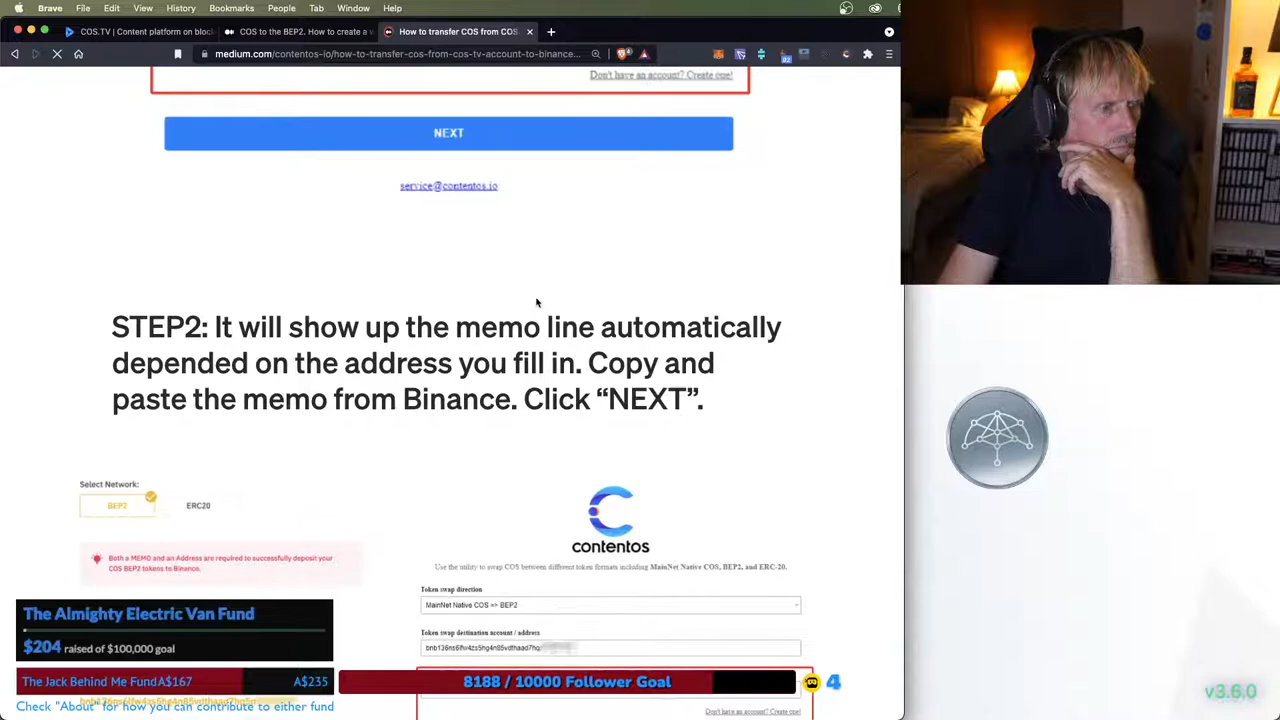 Brave File Edit View History Bookmarks People Tab Window Help
COS.TV | Content platform on block
COS to the BEP2. How to create a w
How to transfer COS from COS.
medium.com/contentos-io/how-to-transfer-cos-from-cos-tv-account-to-binance...
Don't have an account? Create one!
NEXT
service@contentos.io
STEP2: It will show up the memo line automatically
depended on the address you fill in. Copy and
paste the memo from Binance. Click “NEXT”.
Select Network:
BEP2
ERC20
Both a MEMO and an Address are required to successfully deposit your
COS BEP2 tokens to Binance.
contentos
Use the utility to swap COS between different token formats including MainNet Native COS, BEP2, and ERC-20.
Token swap direction
MainNet Native COS => BEP2
Token swap destination account / address
The Almighty Electric Van Fund
$204 raised of $100,000 goal
The Jack Behind Me Fund A$167 A$235
8188 / 10000 Follower Goal
4
Check "About" for how you can contribute to either fund
Don't have an account? Create one!
v3.6.0